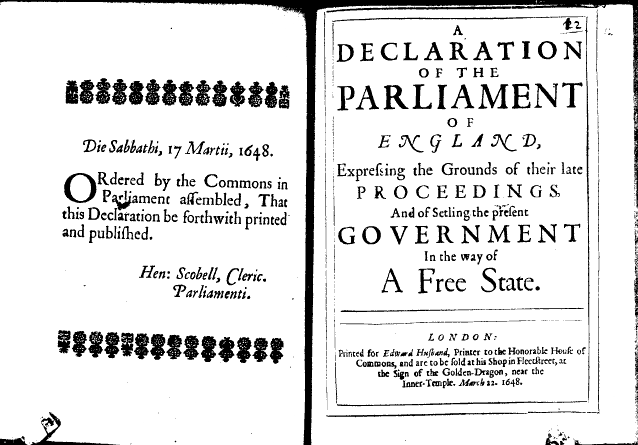 Die Sabbathi, 17 Martii, 1648.
ORdered by the Commons in
Parliament aſſembled, That
this Declaration be forthwith printed
and publiſhed.
Hen: Scobell, Cleric.
Parliamenti.
22
A
DECLARATION
OF THE
PARLIAMENT
OF
ENGLAND,
Expreſſing the Grounds of their late
PROCEEDINGS,
And of Setling the preſent
GOVERNMENT
In the way of
A Free State.
LONDON:
Printed for Edward Huſband, Printer to the Honorable Houſe of
Commons, and are to be ſold at his Shop in Fleetſtreet, at
the Sign of the Golden-Dragon, near the
Inner-Temple. March 22. 1648.